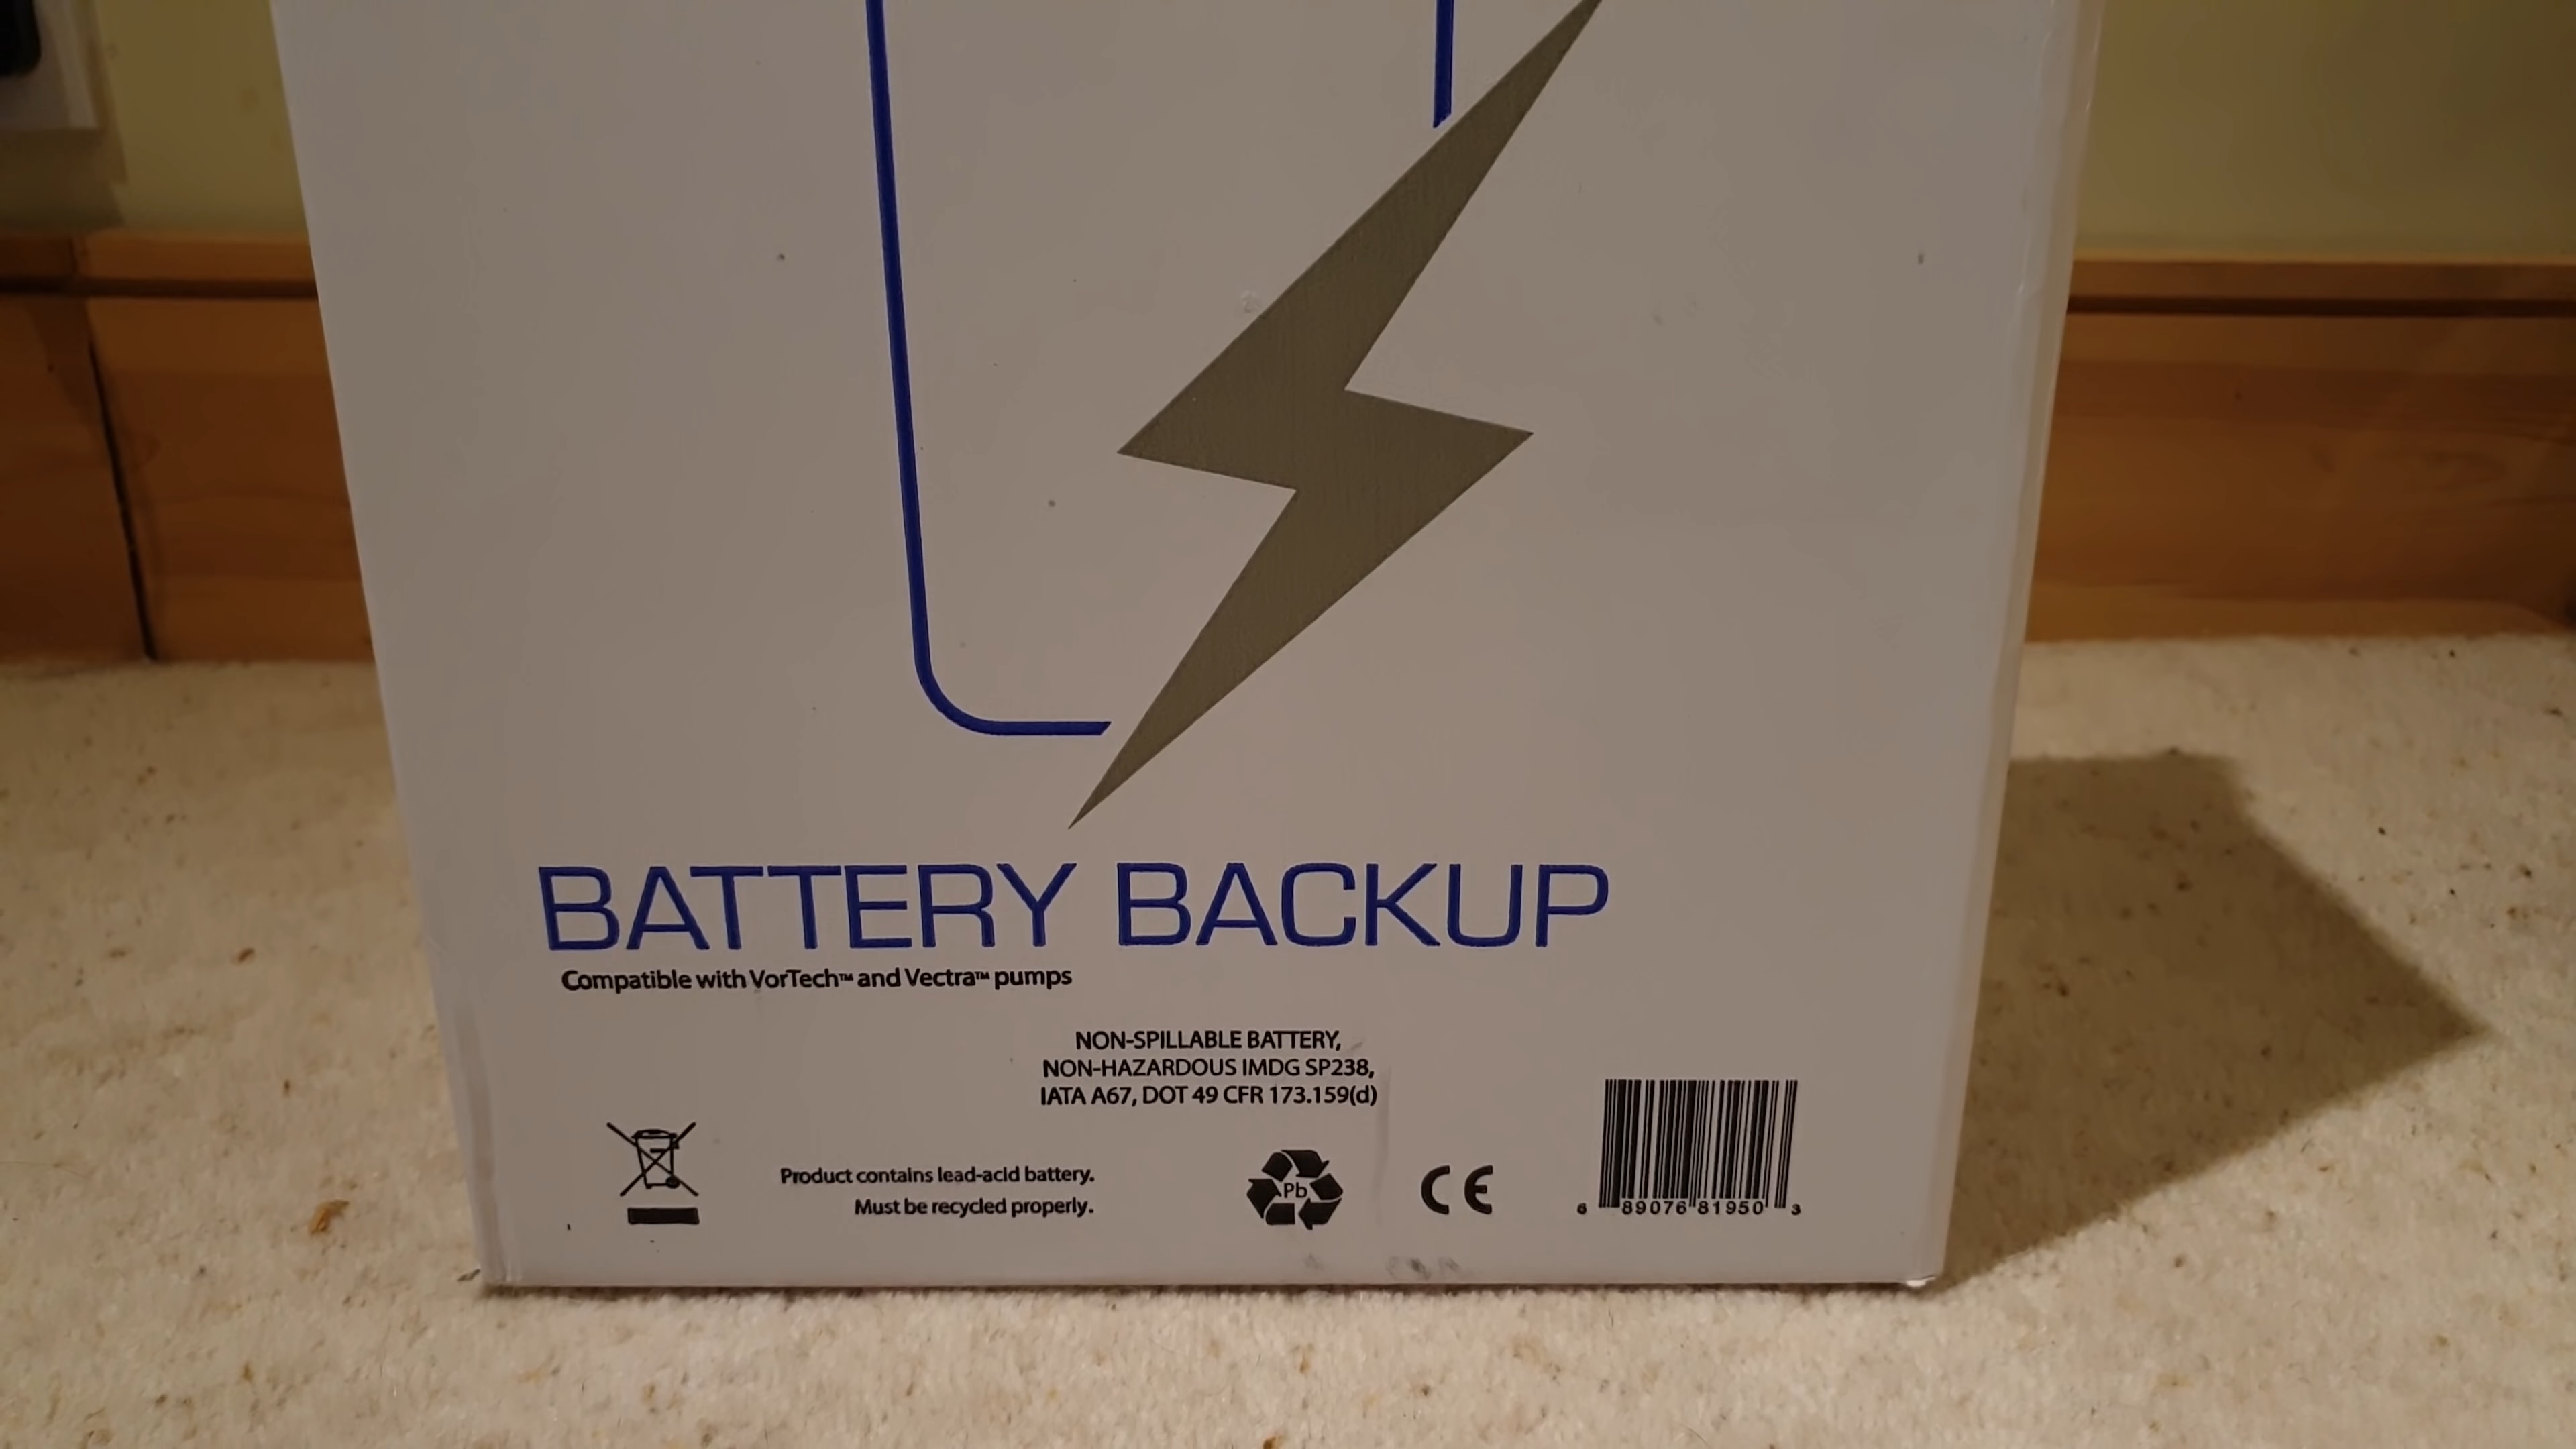 BATTERY BACKUP
Compatible with VorTech™ and Vectra™ pumps
NON-SPILLABLE BATTERY,
NON-HAZARDOUS IMDG SP238,
IATA A67, DOT 49 CFR 173.159(d)
Product contains lead-acid battery.
Must be recycled properly.
Pb
CE
6 89076 81950 3